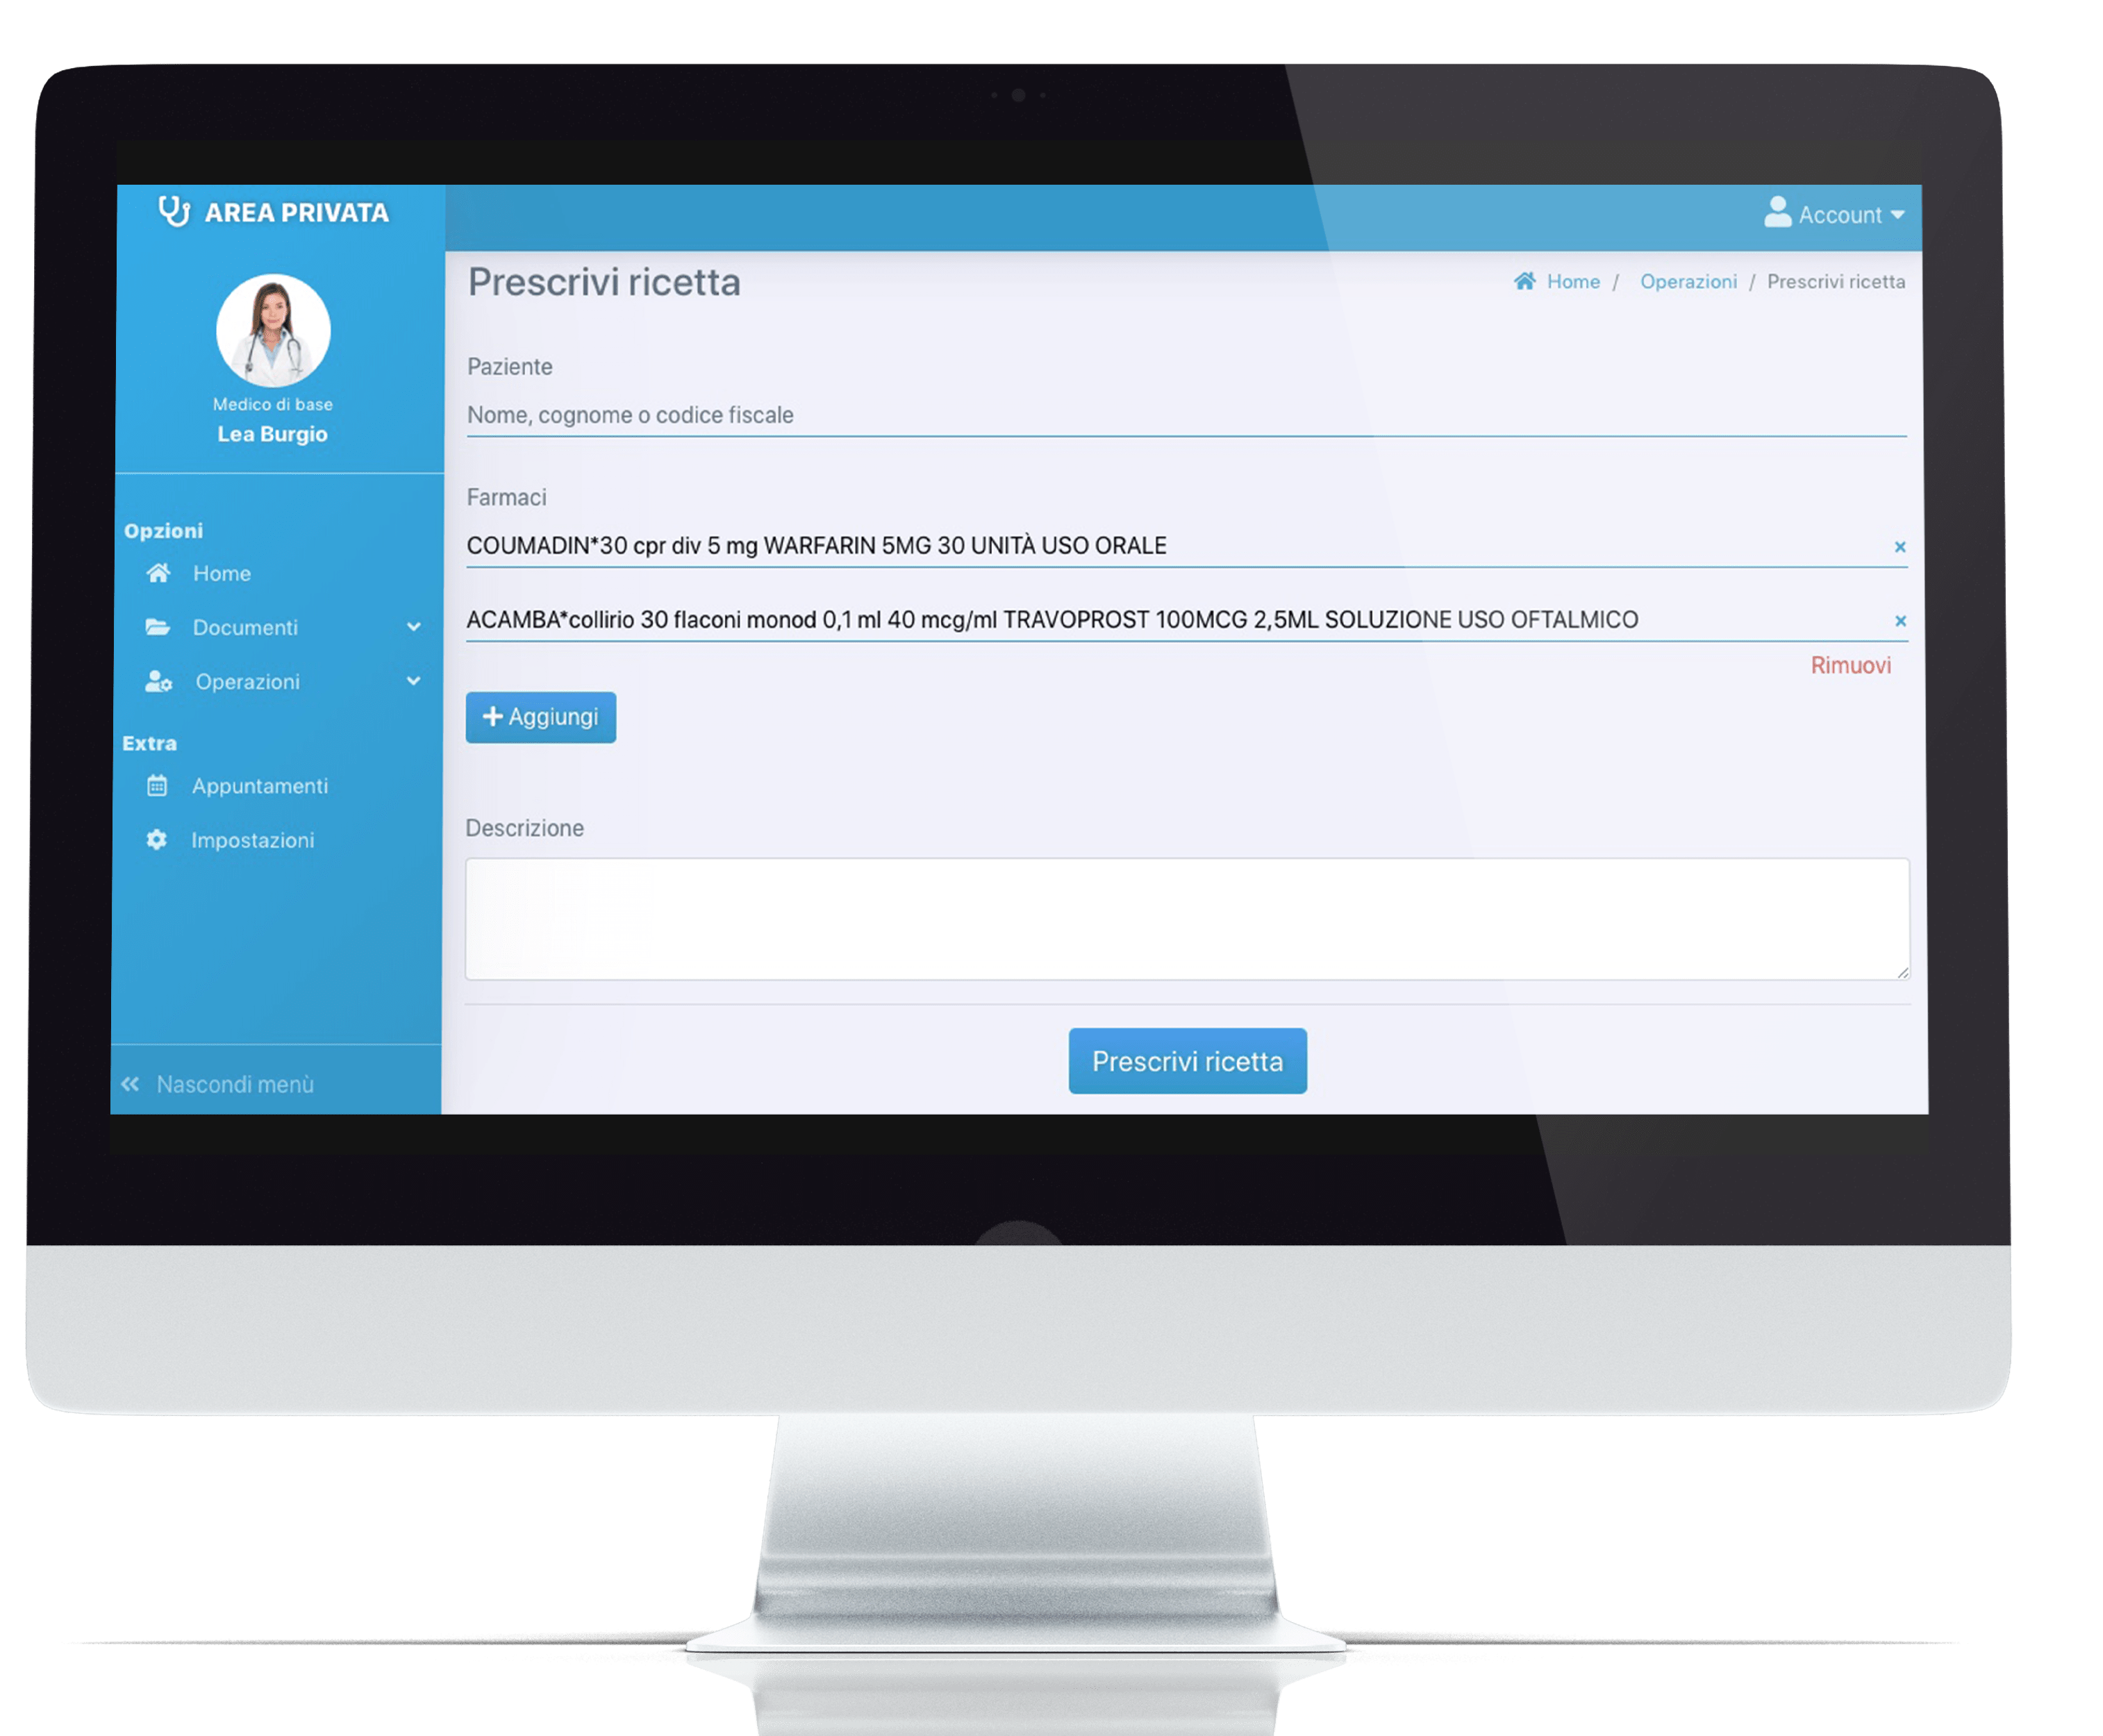 AREA PRIVATA
Account
Medico di base
Lea Burgio
Opzioni
Home
Documenti
Operazioni
Extra
Appuntamenti
Impostazioni
Nascondi menù
Prescrivi ricetta
Home / Operazioni / Prescrivi ricetta
Paziente
Nome, cognome o codice fiscale
Farmaci
COUMADIN*30 cpr div 5 mg WARFARIN 5MG 30 UNITÀ USO ORALE
×
ACAMBA*collirio 30 flaconi monod 0,1 ml 40 mcg/ml TRAVOPROST 100MCG 2,5ML SOLUZIONE USO OFTALMICO
×
Rimuovi
+ Aggiungi
Descrizione
Prescrivi ricetta